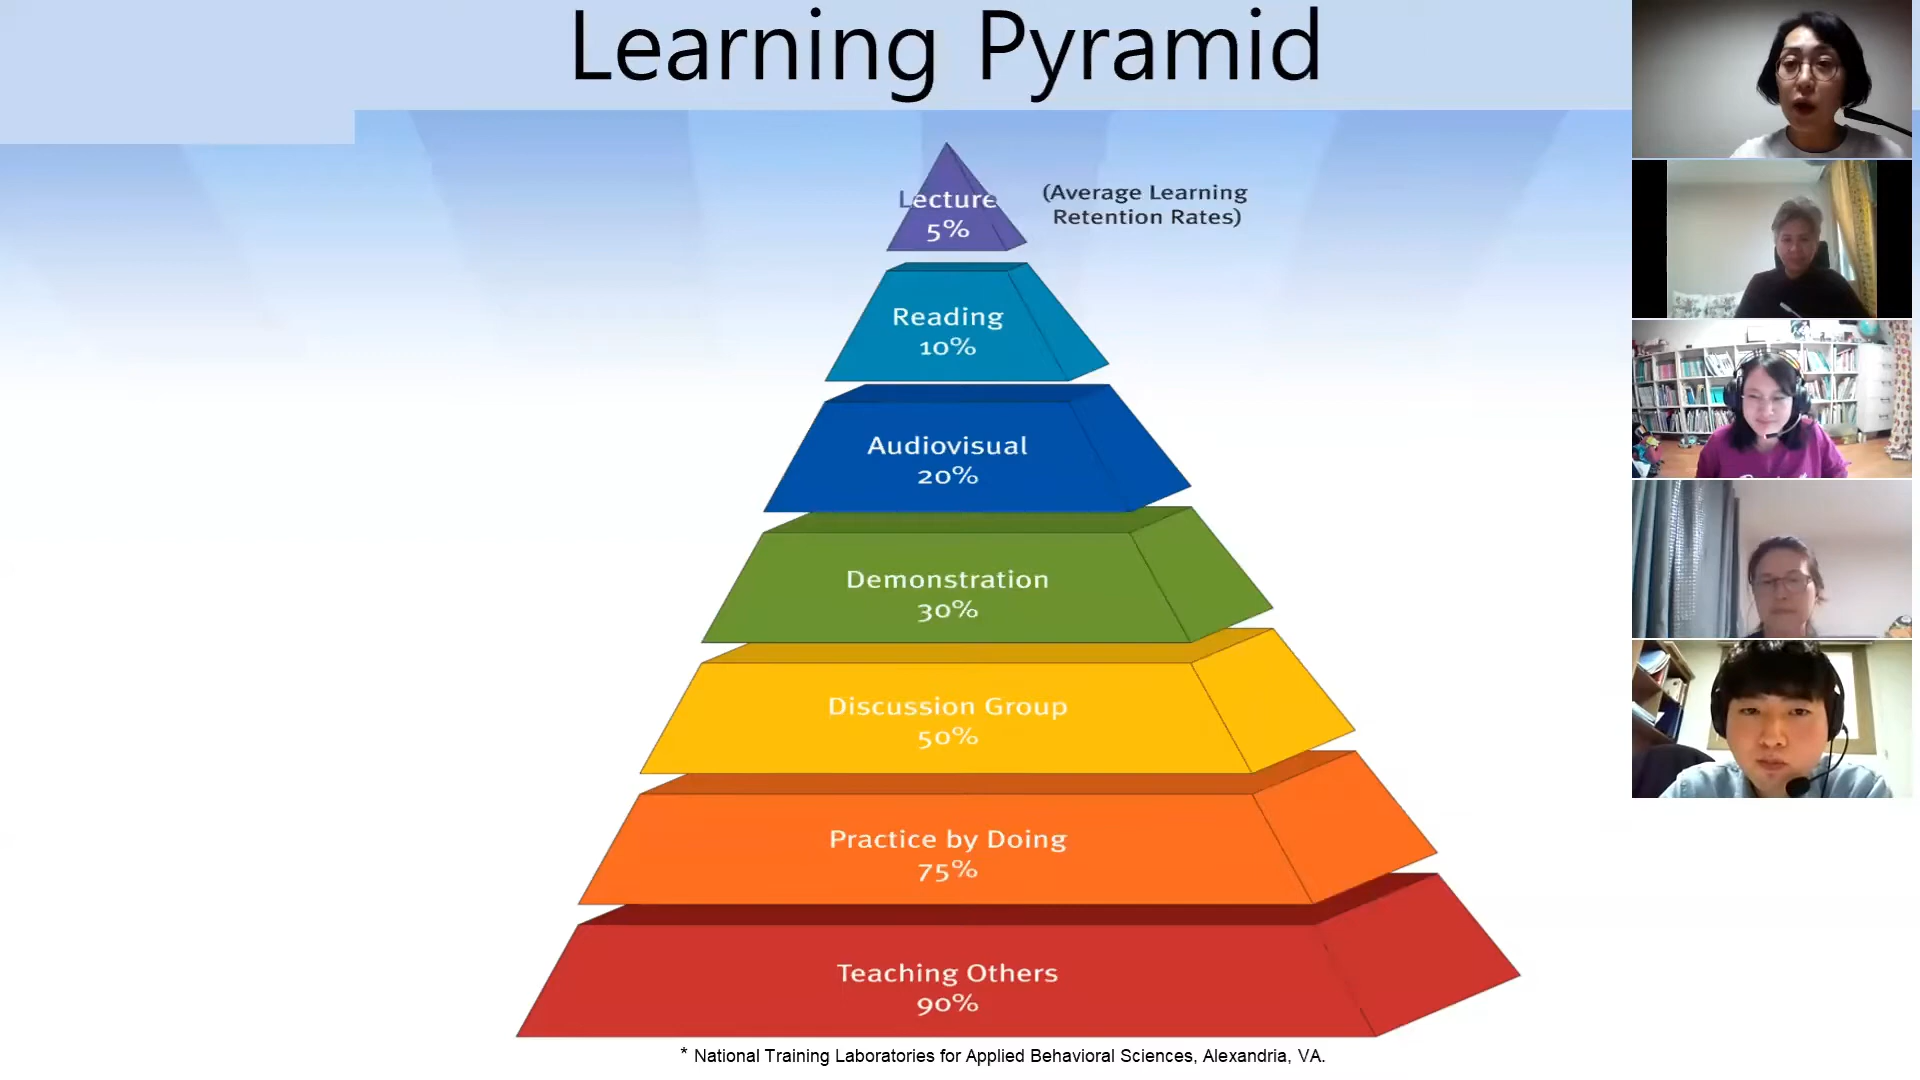 Learning Pyramid
Lecture
5%
(Average Learning
Retention Rates)
Reading
10%
Audiovisual
20%
Demonstration
30%
Discussion Group
50%
Practice by Doing
75%
Teaching Others
90%
* National Training Laboratories for Applied Behavioral Sciences, Alexandria, VA.